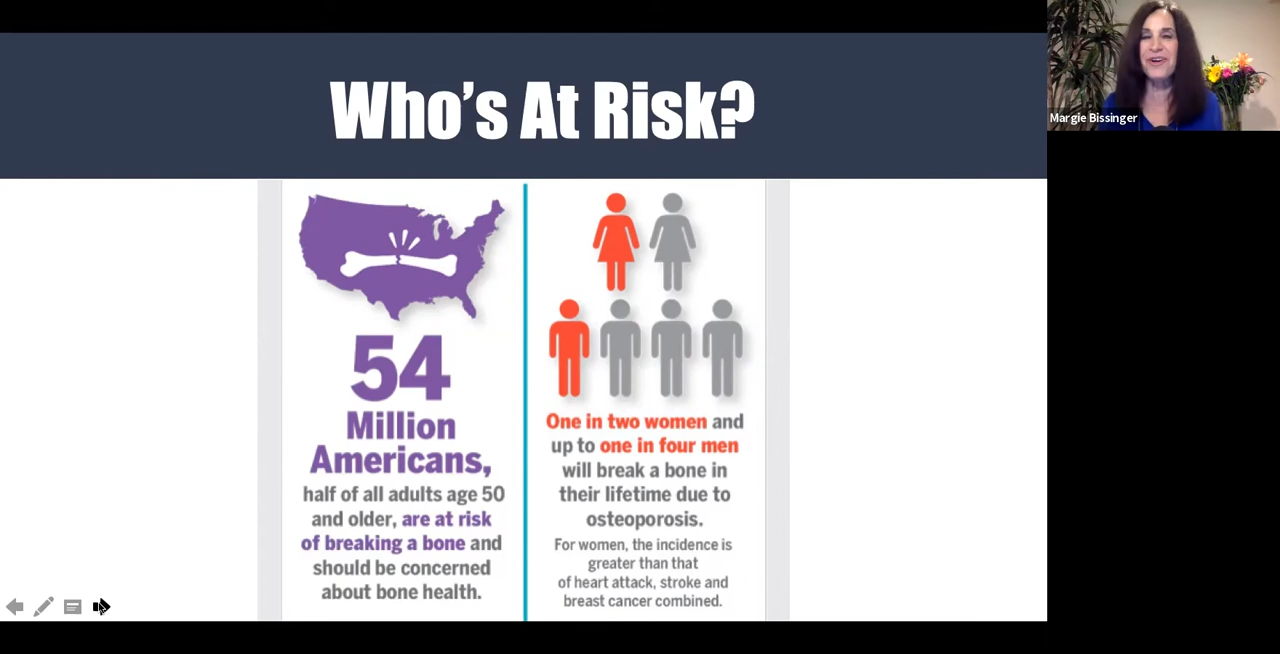 Who's At Risk?
Margie Bissinger
54
Million
Americans,
half of all adults age 50
and older, are at risk
of breaking a bone and
should be concerned
about bone health.
One in two women and
up to one in four men
will break a bone in
their lifetime due to
osteoporosis.
For women, the incidence is
greater than that
of heart attack, stroke and
breast cancer combined.